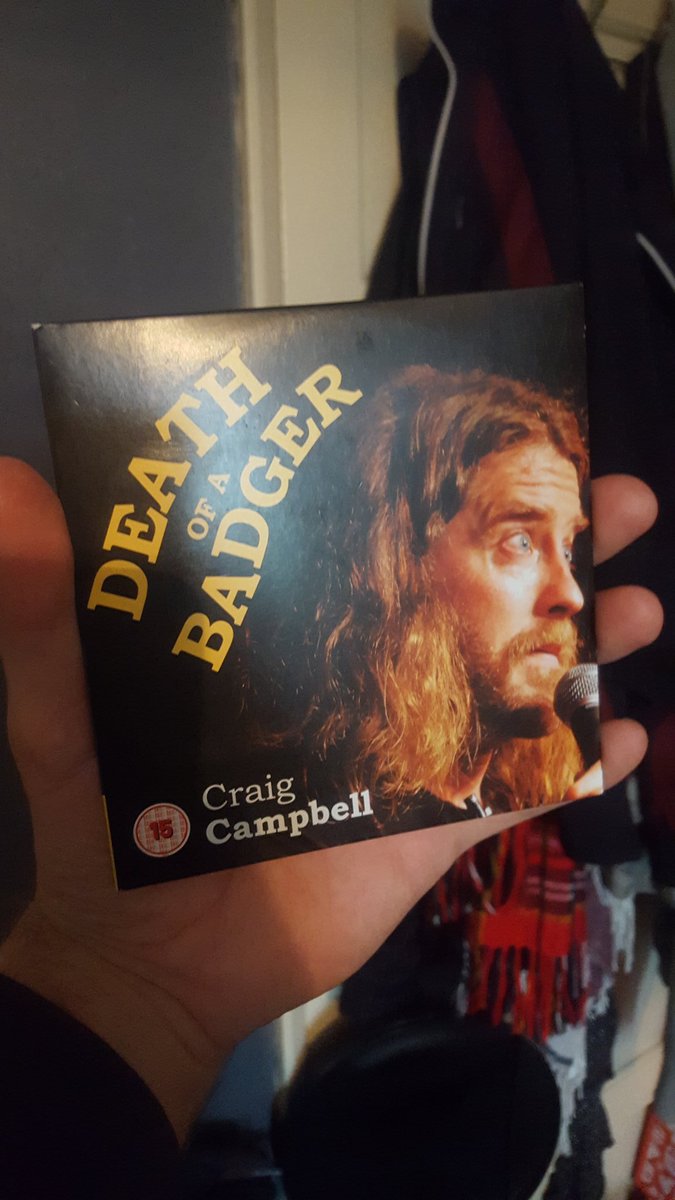 DEATH
OF A
BADGER
Craig
Campbell
15